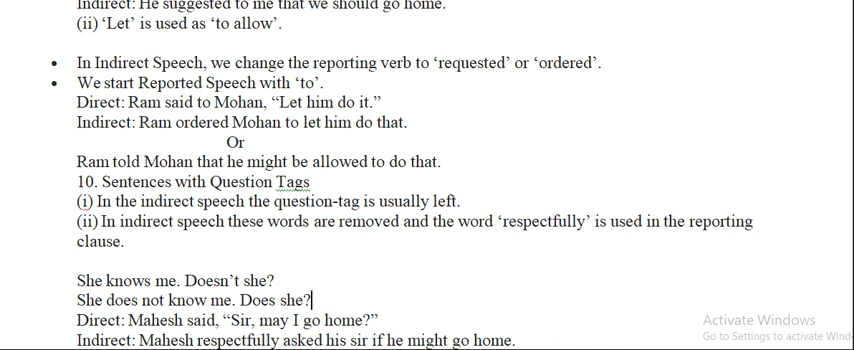 Indirect: He suggested to me that we should go home.
(ii) ‘Let’ is used as ‘to allow’.
• In Indirect Speech, we change the reporting verb to ‘requested’ or ‘ordered’.
• We start Reported Speech with ‘to’.
Direct: Ram said to Mohan, “Let him do it.”
Indirect: Ram ordered Mohan to let him do that.
Or
Ram told Mohan that he might be allowed to do that.
10. Sentences with Question Tags
(i) In the indirect speech the question-tag is usually left.
(ii) In indirect speech these words are removed and the word ‘respectfully’ is used in the reporting
clause.
She knows me. Doesn’t she?
She does not know me. Does she?
Direct: Mahesh said, “Sir, may I go home?”
Indirect: Mahesh respectfully asked his sir if he might go home.
Activate Windows
Go to Settings to activate Wind